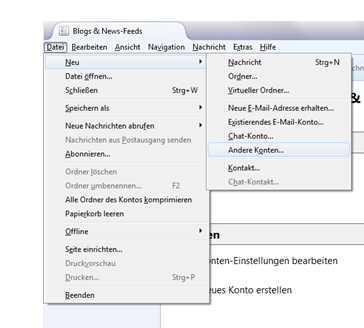 Blogs & News-Feeds
Datei Bearbeiten Ansicht Navigation Nachricht Extras Hilfe
Neu
Datei öffnen...
Schließen Strg+W
Speichern als
Neue Nachrichten abrufen
Nachrichten aus Postausgang senden
Abonnieren...
Ordner löschen
Ordner umbenennen... F2
Alle Ordner des Kontos komprimieren
Papierkorb leeren
Offline
Seite einrichten...
Druckvorschau
Drucken... Strg+P
Beenden
Nachricht Strg+N
Ordner...
Virtueller Ordner...
Neue E-Mail-Adresse erhalten...
Existierendes E-Mail-Konto...
Chat-Konto...
Andere Konten...
Kontakt...
Chat-Kontakt...
&
en
onten-Einstellungen bearbeiten
eues Konto erstellen